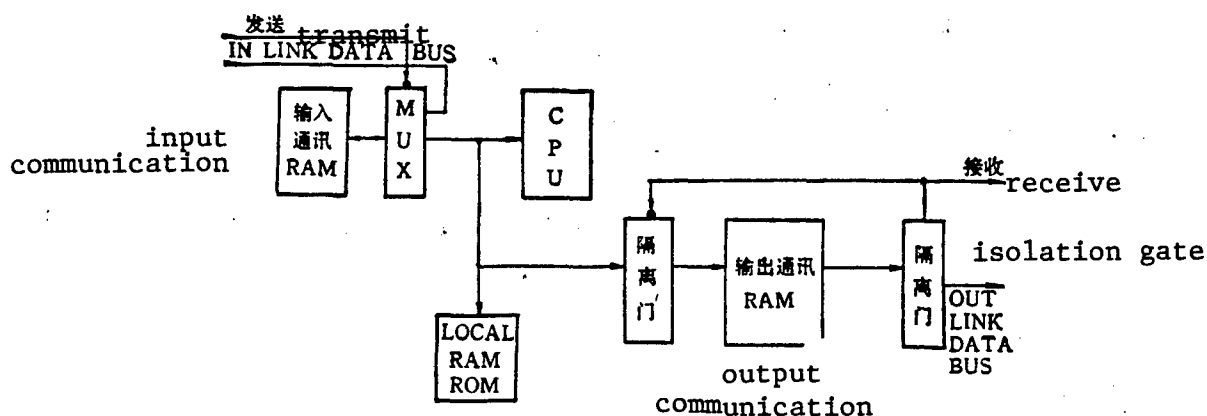 发送
transmit
IN LINK DATA BUS
输入
通讯
RAM
input
communication
M
U
X
C
P
U
接收
receive
隔
离
门
输出通讯
RAM
隔
离
门
isolation gate
OUT
LINK
DATA
BUS
LOCAL
RAM
ROM
output
communication